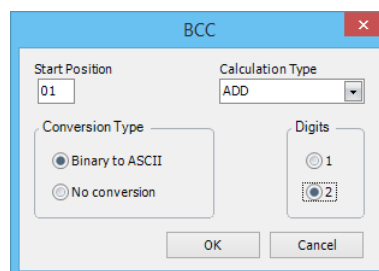 BCC
Start Position
Calculation Type
01
ADD
Conversion Type
Digits
Binary to ASCII
1
No conversion
2
OK
Cancel